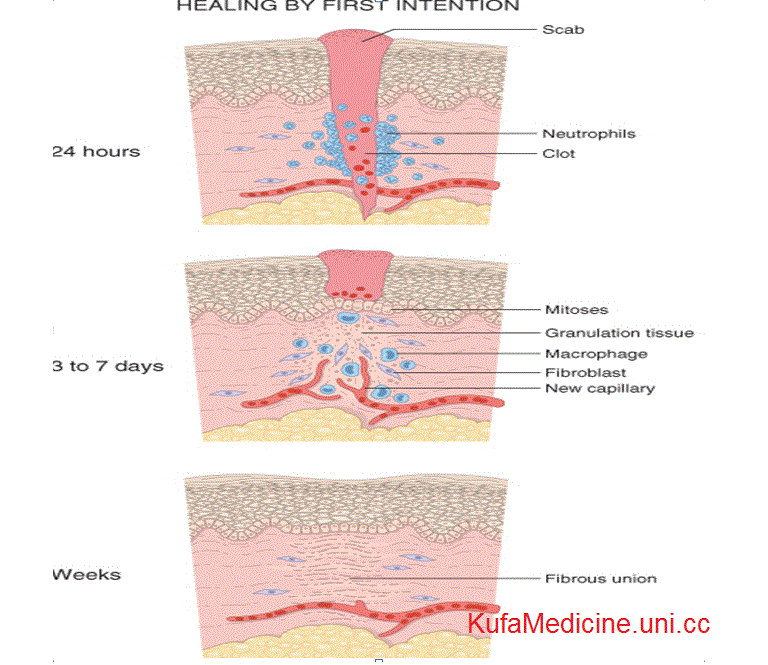 HEALING BY FIRST INTENTION
Scab
24 hours
Neutrophils
Clot
Mitoses
Granulation tissue
3 to 7 days
Macrophage
Fibroblast
New capillary
Weeks
Fibrous union
KufaMedicine.uni.cc